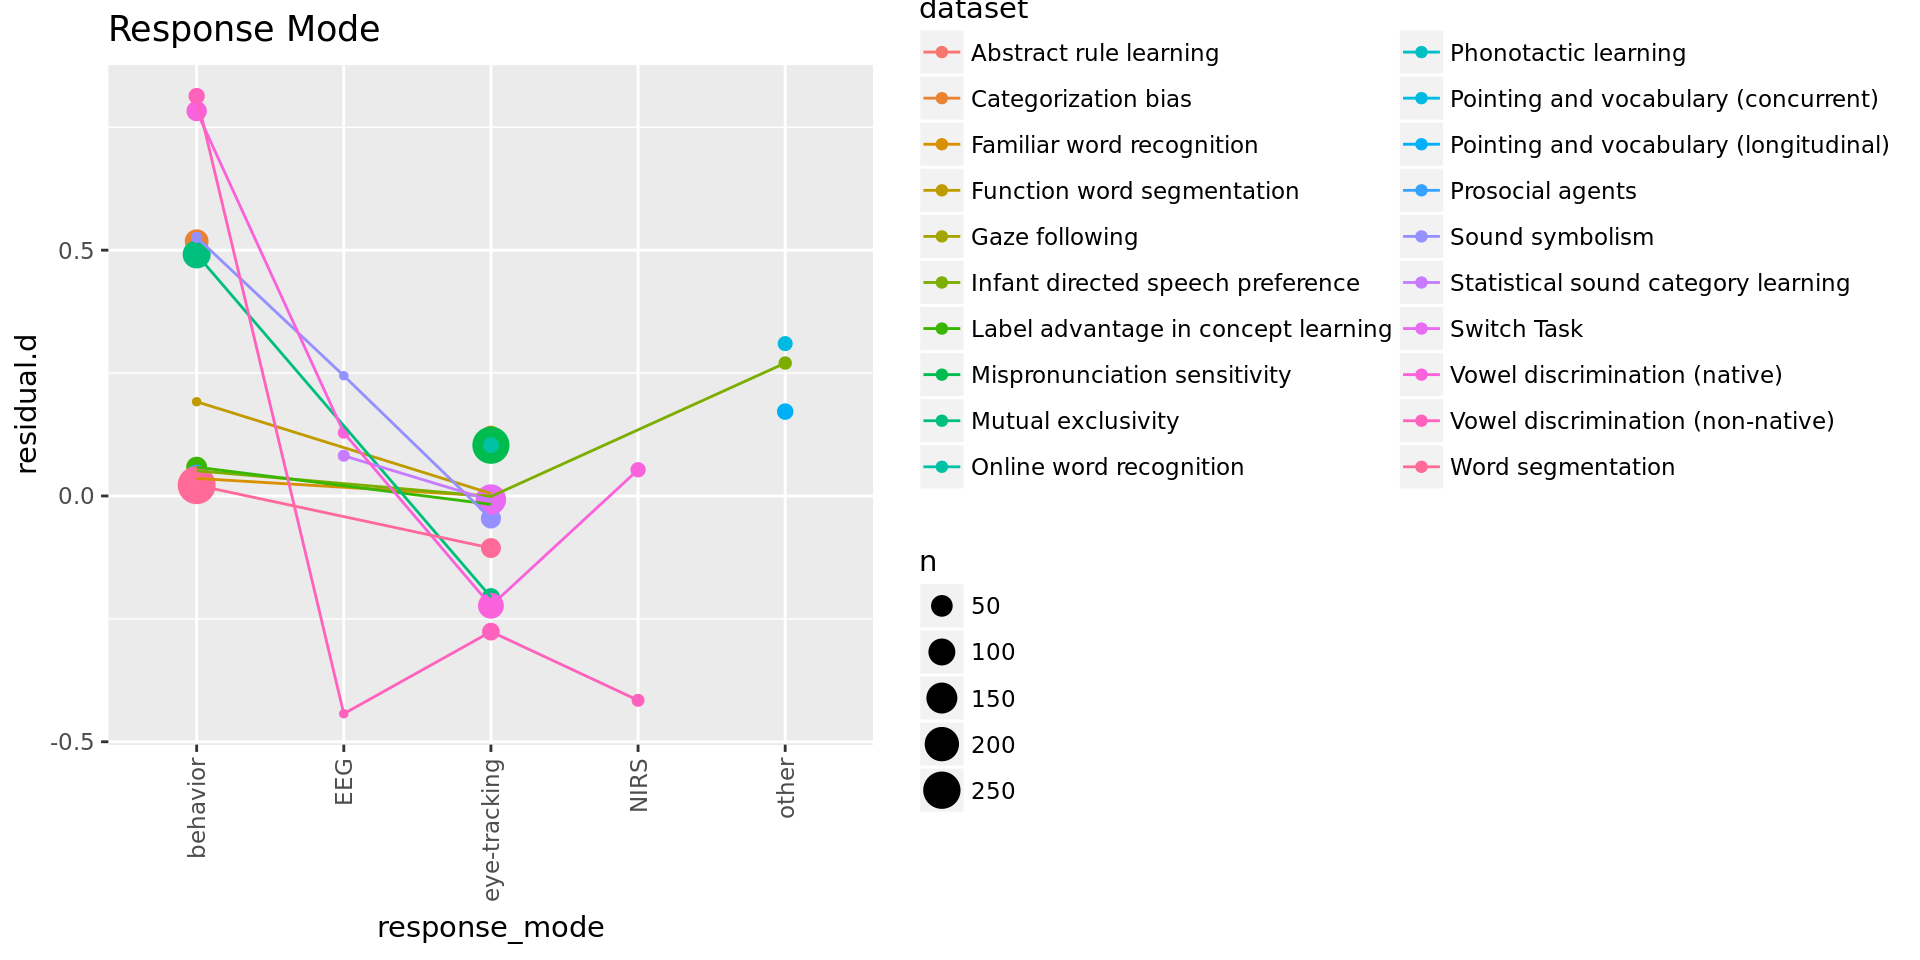 Response Mode
residual.d
0.5
0.0
-0.5
behavior
EEG
eye-tracking
NIRS
other
response_mode
dataset
Abstract rule learning
Categorization bias
Familiar word recognition
Function word segmentation
Gaze following
Infant directed speech preference
Label advantage in concept learning
Mispronunciation sensitivity
Mutual exclusivity
Online word recognition
Phonotactic learning
Pointing and vocabulary (concurrent)
Pointing and vocabulary (longitudinal)
Prosocial agents
Sound symbolism
Statistical sound category learning
Switch Task
Vowel discrimination (native)
Vowel discrimination (non-native)
Word segmentation
n
50
100
150
200
250